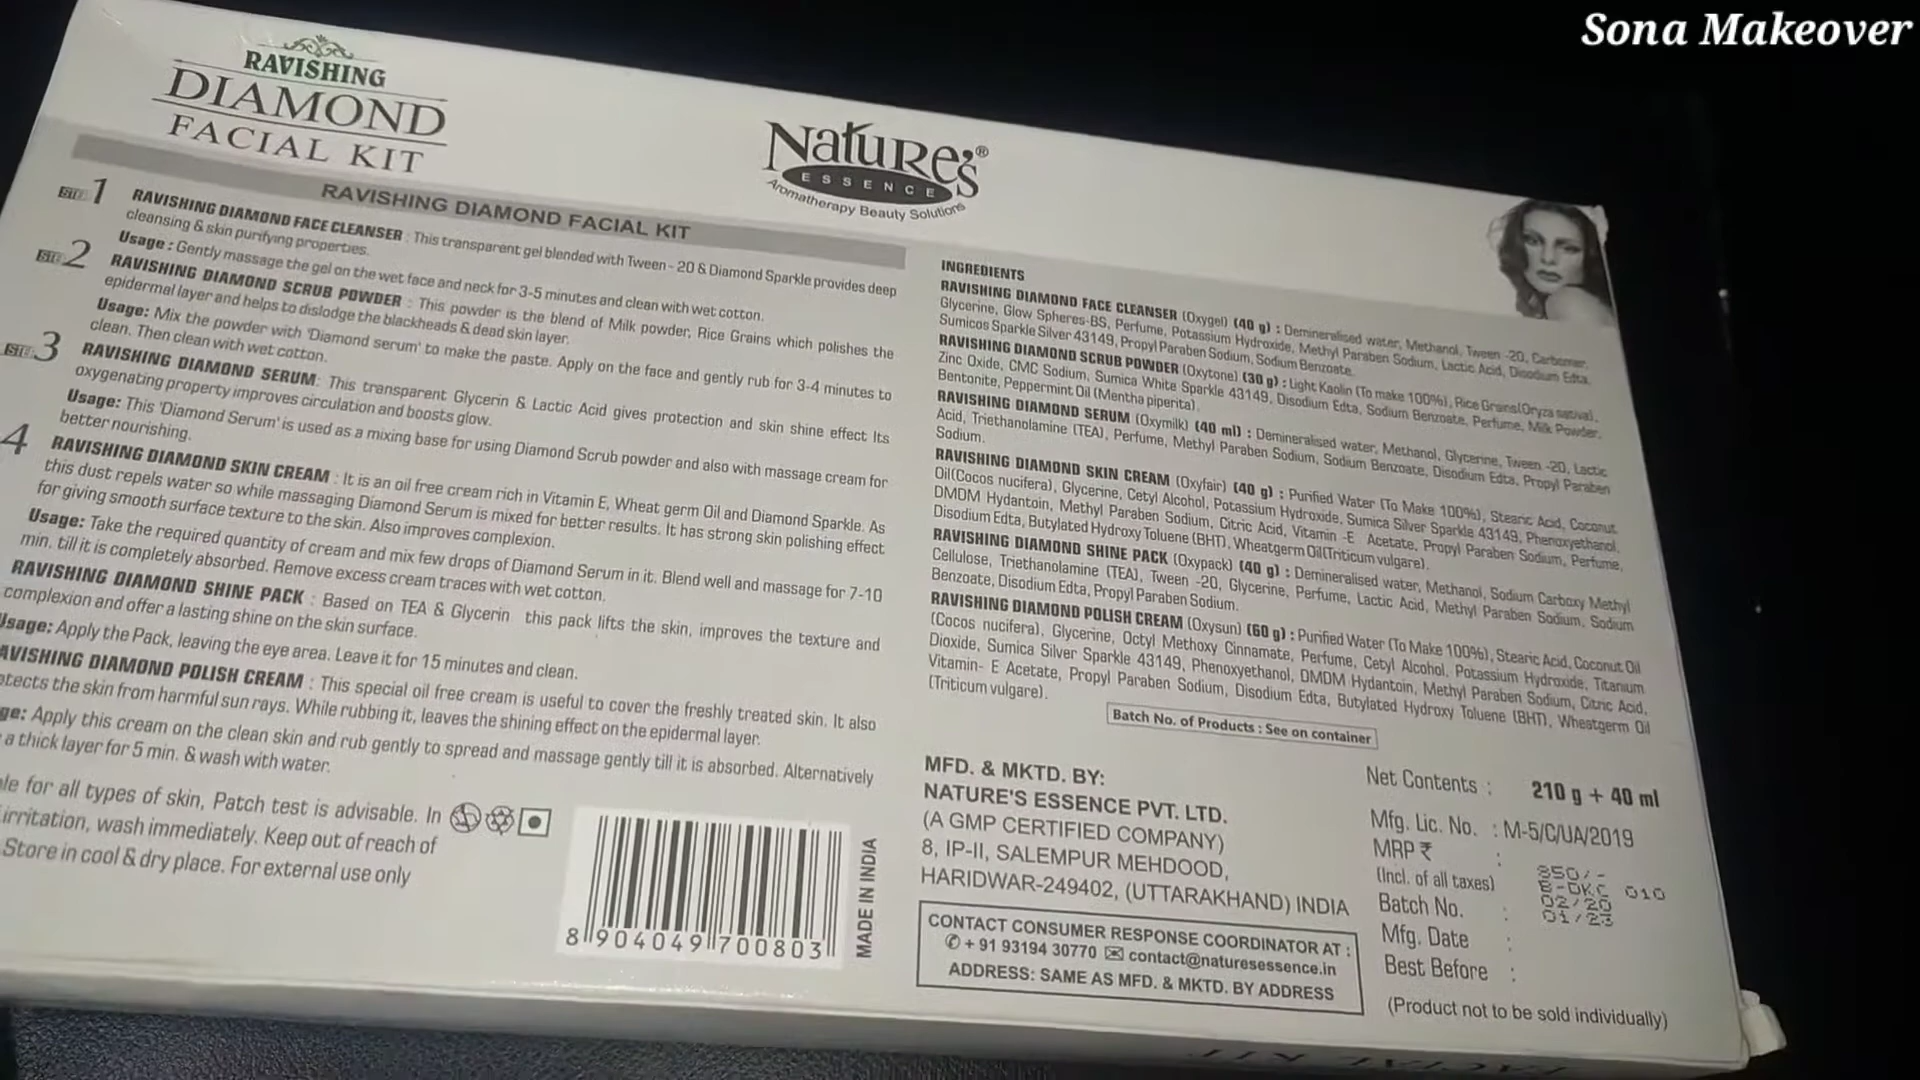 Sona Makeover
RAVISHING
DIAMOND
FACIAL KIT
Nature's®
ESSENCE
Aromatherapy Beauty Solutions
RAVISHING DIAMOND FACIAL KIT
STEP 1 RAVISHING DIAMOND FACE CLEANSER : This transparent gel blended with Tween - 20 & Diamond Sparkle provides deep
cleansing & skin purifying properties.
Usage : Gently massage the gel on the wet face and neck for 3-5 minutes and clean with wet cotton.
STEP 2 RAVISHING DIAMOND SCRUB POWDER : This powder is the blend of Milk powder, Rice Grains which polishes the
epidermal layer and helps to dislodge the blackheads & dead skin layer.
Usage: Mix the powder with 'Diamond serum' to make the paste. Apply on the face and gently rub for 3-4 minutes to
clean. Then clean with wet cotton.
STEP 3 RAVISHING DIAMOND SERUM: This transparent Glycerin & Lactic Acid gives protection and skin shine effect Its
oxygenating property improves circulation and boosts glow.
Usage: This 'Diamond Serum' is used as a mixing base for using Diamond Scrub powder and also with massage cream for
better nourishing.
4 RAVISHING DIAMOND SKIN CREAM : It is an oil free cream rich in Vitamin E, Wheat germ Oil and Diamond Sparkle. As
this dust repels water so while massaging Diamond Serum is mixed for better results. It has strong skin polishing effect
for giving smooth surface texture to the skin. Also improves complexion.
Usage: Take the required quantity of cream and mix few drops of Diamond Serum in it. Blend well and massage for 7-10
min. till it is completely absorbed. Remove excess cream traces with wet cotton.
RAVISHING DIAMOND SHINE PACK : Based on TEA & Glycerin this pack lifts the skin, improves the texture and
complexion and offer a lasting shine on the skin surface.
Usage: Apply the Pack, leaving the eye area. Leave it for 15 minutes and clean.
AVISHING DIAMOND POLISH CREAM : This special oil free cream is useful to cover the freshly treated skin. It also
otects the skin from harmful sun rays. While rubbing it, leaves the shining effect on the epidermal layer.
ge: Apply this cream on the clean skin and rub gently to spread and massage gently till it is absorbed. Alternatively
a thick layer for 5 min. & wash with water.
le for all types of skin, Patch test is advisable. In
irritation, wash immediately. Keep out of reach of
Store in cool & dry place. For external use only
8 904049 700803
MADE IN INDIA
INGREDIENTS
RAVISHING DIAMOND FACE CLEANSER (Oxygel) (40 g) : Demineralised water, Methanol, Tween -20, Carbomer,
Glycerine, Glow Spheres-BS, Perfume, Potassium Hydroxide, Methyl Paraben Sodium, Lactic Acid, Disodium Edta,
Sumicos Sparkle Silver 43149, Propyl Paraben Sodium, Sodium Benzoate.
RAVISHING DIAMOND SCRUB POWDER (Oxytone) (30 g) : Light Kaolin (To make 100%), Rice Grains(Oryza sativa),
Zinc Oxide, CMC Sodium, Sumica White Sparkle 43149, Disodium Edta, Sodium Benzoate, Perfume, Milk Powder,
Bentonite, Peppermint Oil (Mentha piperita).
RAVISHING DIAMOND SERUM (Oxymilk) (40 ml) : Demineralised water, Methanol, Glycerine, Tween -20, Lactic
Acid, Triethanolamine (TEA), Perfume, Methyl Paraben Sodium, Sodium Benzoate, Disodium Edta, Propyl Paraben
Sodium.
RAVISHING DIAMOND SKIN CREAM (Oxyfair) (40 g) : Purified Water (To Make 100%), Stearic Acid, Coconut
Oil(Cocos nucifera), Glycerine, Cetyl Alcohol, Potassium Hydroxide, Sumica Silver Sparkle 43149, Phenoxyethanol,
DMDM Hydantoin, Methyl Paraben Sodium, Citric Acid, Vitamin -E Acetate, Propyl Paraben Sodium, Perfume,
Disodium Edta, Butylated Hydroxy Toluene (BHT), Wheatgerm Oil(Triticum vulgare).
RAVISHING DIAMOND SHINE PACK (Oxypack) (40 g) : Demineralised water, Methanol, Sodium Carboxy Methyl
Cellulose, Triethanolamine (TEA), Tween -20, Glycerine, Perfume, Lactic Acid, Methyl Paraben Sodium, Sodium
Benzoate, Disodium Edta, Propyl Paraben Sodium.
RAVISHING DIAMOND POLISH CREAM (Oxysun) (60 g) : Purified Water (To Make 100%), Stearic Acid, Coconut Oil
(Cocos nucifera), Glycerine, Octyl Methoxy Cinnamate, Perfume, Cetyl Alcohol, Potassium Hydroxide, Titanium
Dioxide, Sumica Silver Sparkle 43149, Phenoxyethanol, DMDM Hydantoin, Methyl Paraben Sodium, Citric Acid,
Vitamin- E Acetate, Propyl Paraben Sodium, Disodium Edta, Butylated Hydroxy Toluene (BHT), Wheatgerm Oil
(Triticum vulgare).
Batch No. of Products : See on container
MFD. & MKTD. BY:
NATURE'S ESSENCE PVT. LTD.
(A GMP CERTIFIED COMPANY)
8, IP-II, SALEMPUR MEHDOOD,
HARIDWAR-249402, (UTTARAKHAND) INDIA
CONTACT CONSUMER RESPONSE COORDINATOR AT :
+ 91 93194 30770 contact@naturesessence.in
ADDRESS: SAME AS MFD. & MKTD. BY ADDRESS
Net Contents : 210 g + 40 ml
Mfg. Lic. No. : M-5/C/UA/2019
MRP ₹ : 850/-
(Incl. of all taxes)
Batch No. : B-DKC 010
Mfg. Date : 02/20
Best Before : 01/23
(Product not to be sold individually)
FACIAL KIT